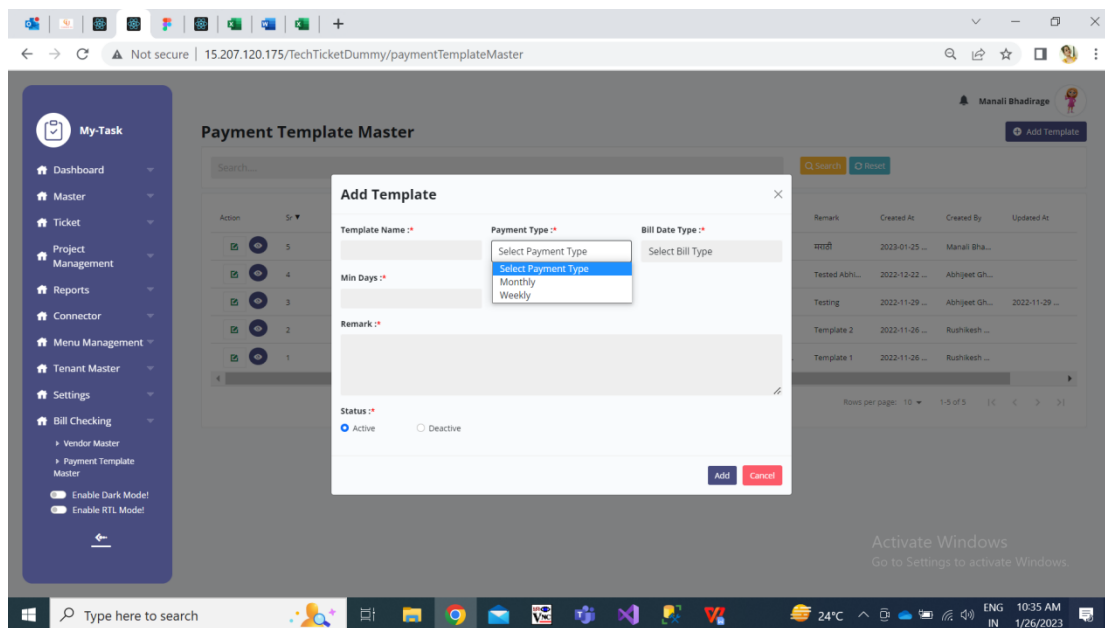 Not secure | 15.207.120.175/TechTicketDummy/paymentTemplateMaster
Manali Bhadirage
My-Task
Payment Template Master
Add Template
Dashboard
Search...
Search
Reset
Master
Ticket
Project
Management
Reports
Connector
Menu Management
Tenant Master
Settings
Bill Checking
Vendor Master
Payment Template
Master
Enable Dark Mode!
Enable RTL Mode!
Action Sr Remark Created At Created By Updated At
5 मराठी 2023-01-25 ... Manali Bha...
4 Tested Abhi... 2022-12-22 ... Abhijeet Gh...
3 Testing 2022-11-29 ... Abhijeet Gh... 2022-11-29 ...
2 Template 2 2022-11-26 ... Rushikesh ...
1 Template 1 2022-11-26 ... Rushikesh ...
Rows per page: 10 1-5 of 5
Add Template
Template Name :* Payment Type :* Bill Date Type :*
Select Payment Type Select Bill Type
Select Payment Type
Monthly
Weekly
Min Days :*
Remark :*
Status :*
Active Deactive
Add Cancel
Activate Windows
Go to Settings to activate Windows.
Type here to search
24°C ENG 10:35 AM
IN 1/26/2023